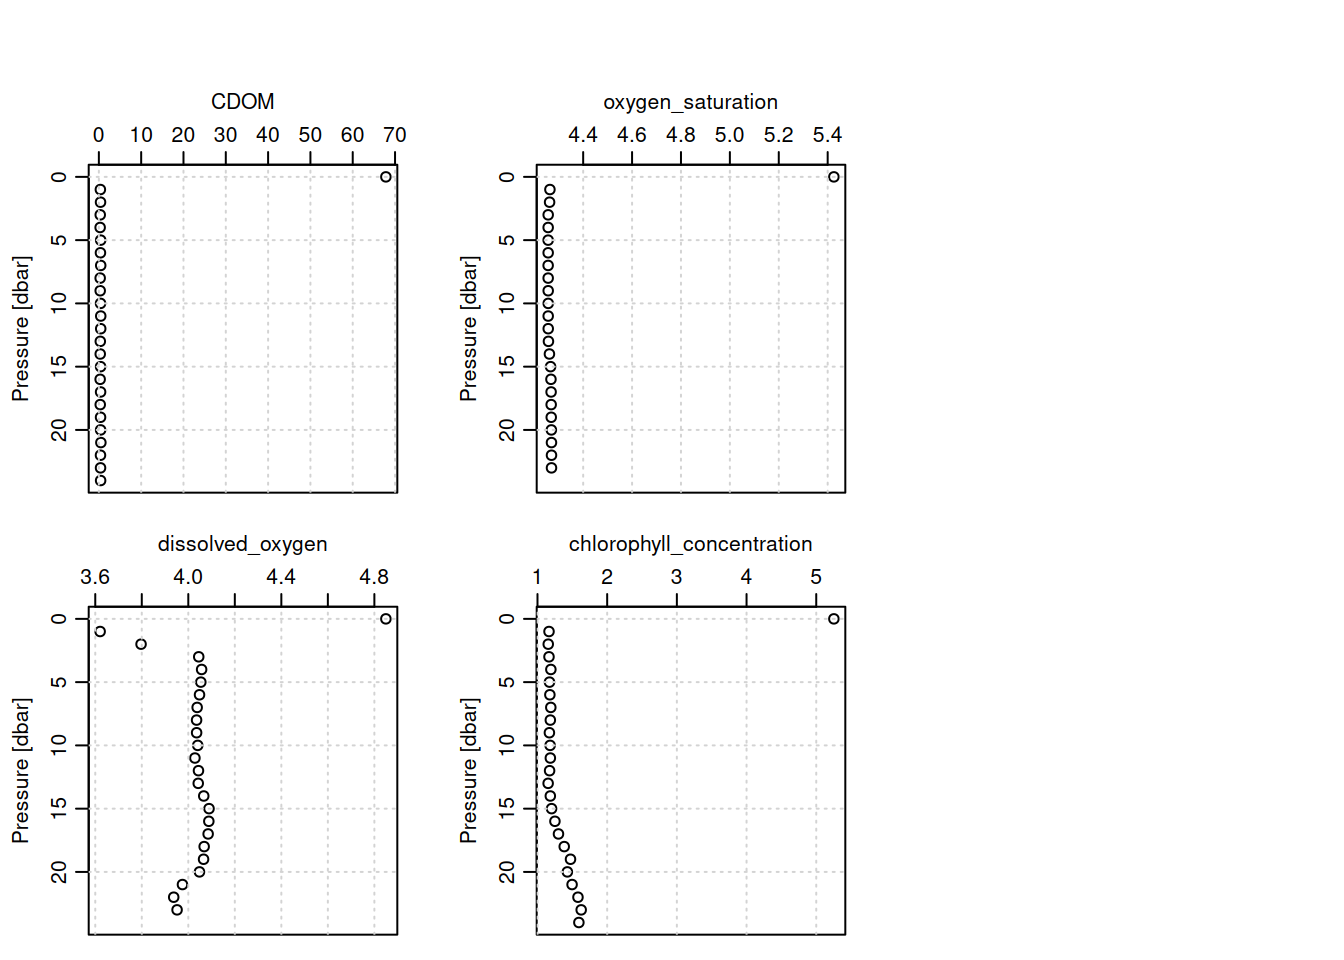 CDOM
0 10 20 30 40 50 60 70
Pressure [dbar]
0
5
10
15
20
oxygen_saturation
4.4 4.6 4.8 5.0 5.2 5.4
Pressure [dbar]
0
5
10
15
20
dissolved_oxygen
3.6 4.0 4.4 4.8
Pressure [dbar]
0
5
10
15
20
chlorophyll_concentration
1 2 3 4 5
Pressure [dbar]
0
5
10
15
20